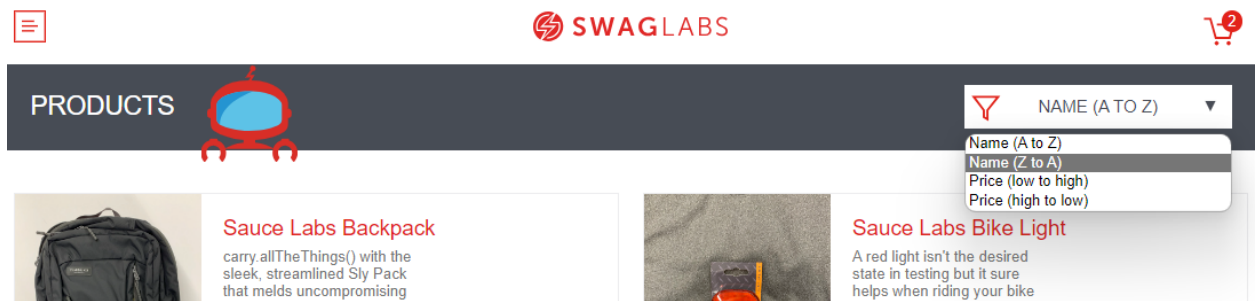 SWAGLABS
2
PRODUCTS
NAME (A TO Z)
Name (A to Z)
Name (Z to A)
Price (low to high)
Price (high to low)
Sauce Labs Backpack
carry.allTheThings() with the
sleek, streamlined Sly Pack
that melds uncompromising
Sauce Labs Bike Light
A red light isn't the desired
state in testing but it sure
helps when riding your bike